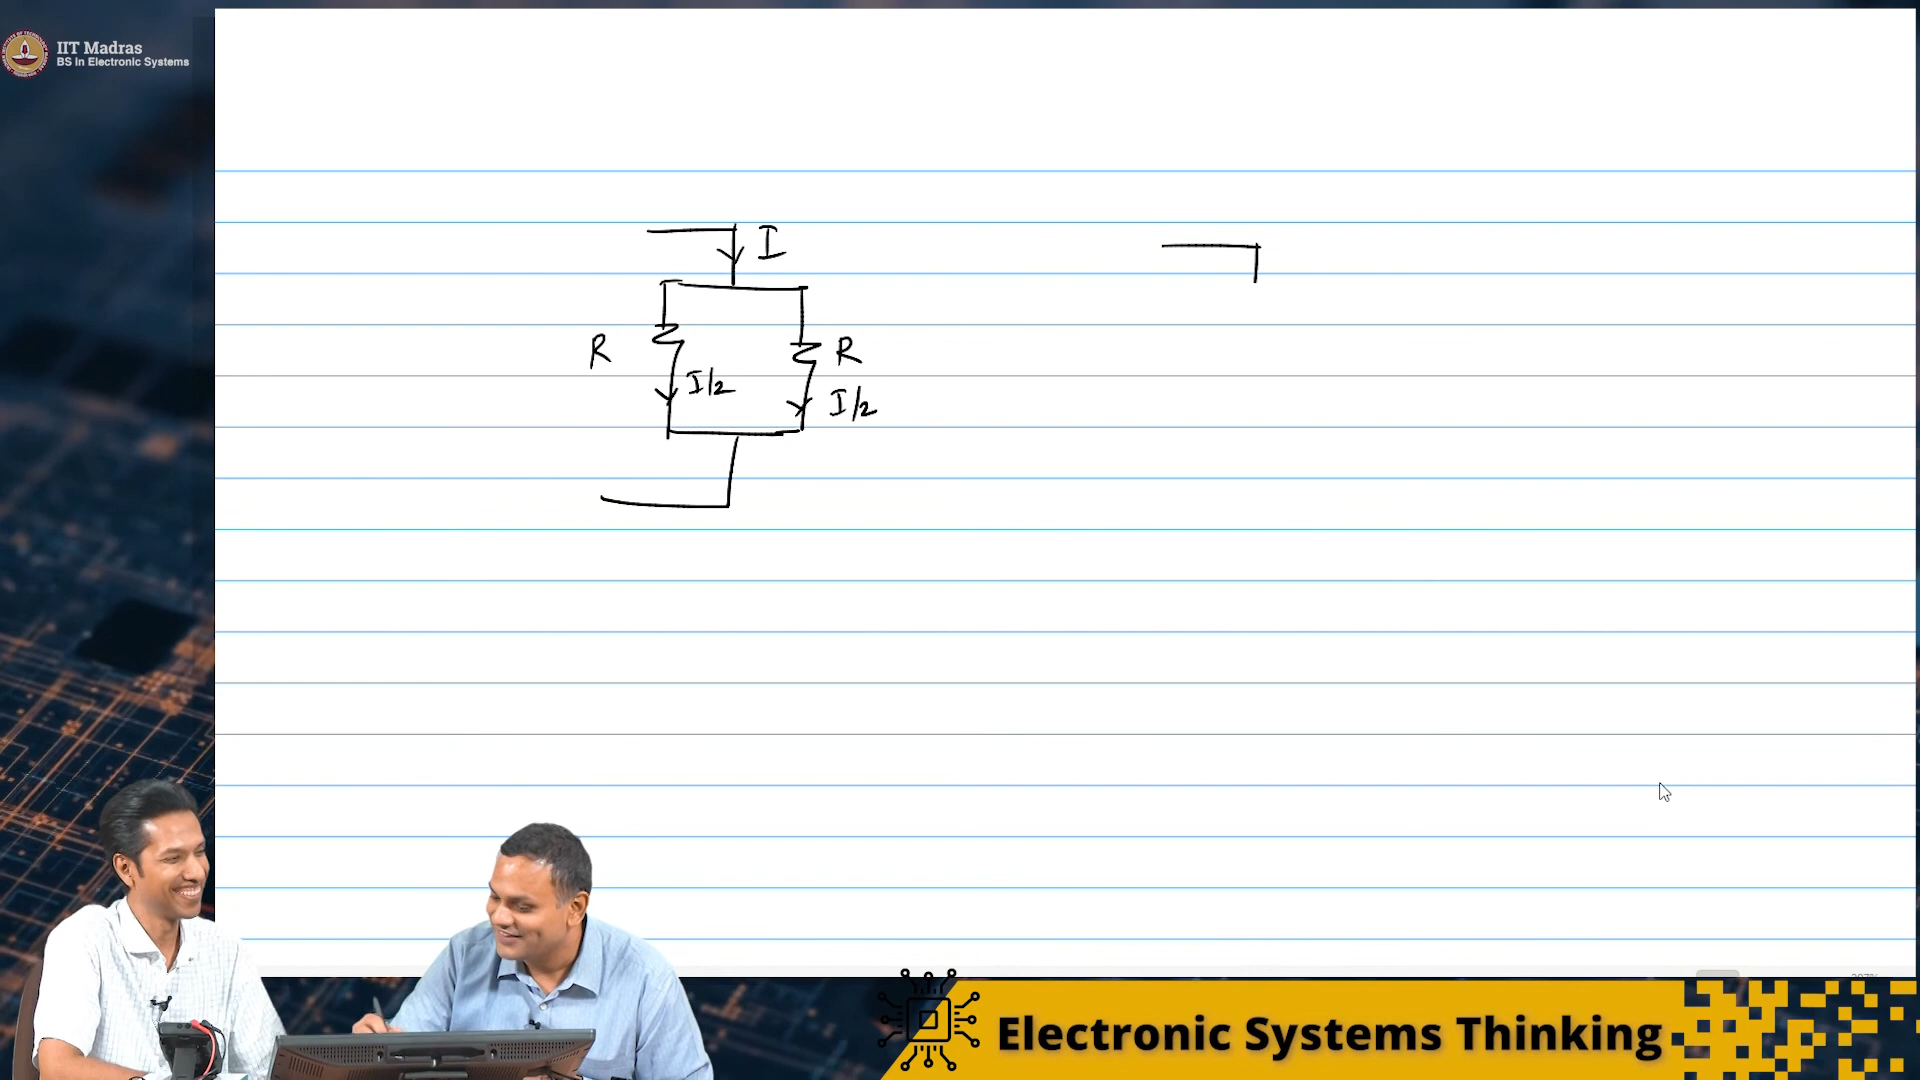 IIT Madras
BS in Electronic Systems
I
R
R
I/2
I/2
Electronic Systems Thinking